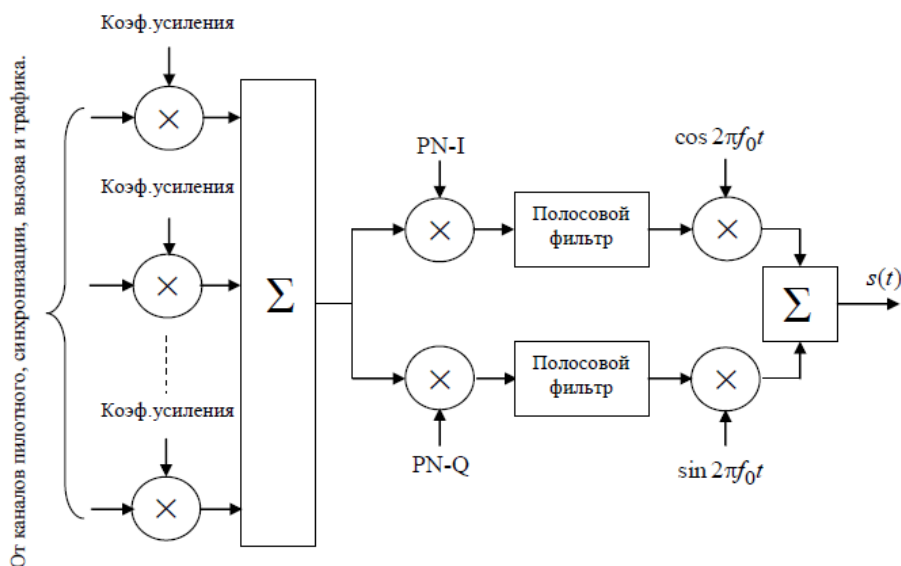 От каналов пилотного, синхронизации, вызова и трафика.
Коэф.усиления
×
Коэф.усиления
×
Коэф.усиления
×
Σ
PN-I
×
Полосовой
фильтр
cos 2πf₀t
×
PN-Q
×
Полосовой
фильтр
sin 2πf₀t
×
Σ
s(t)